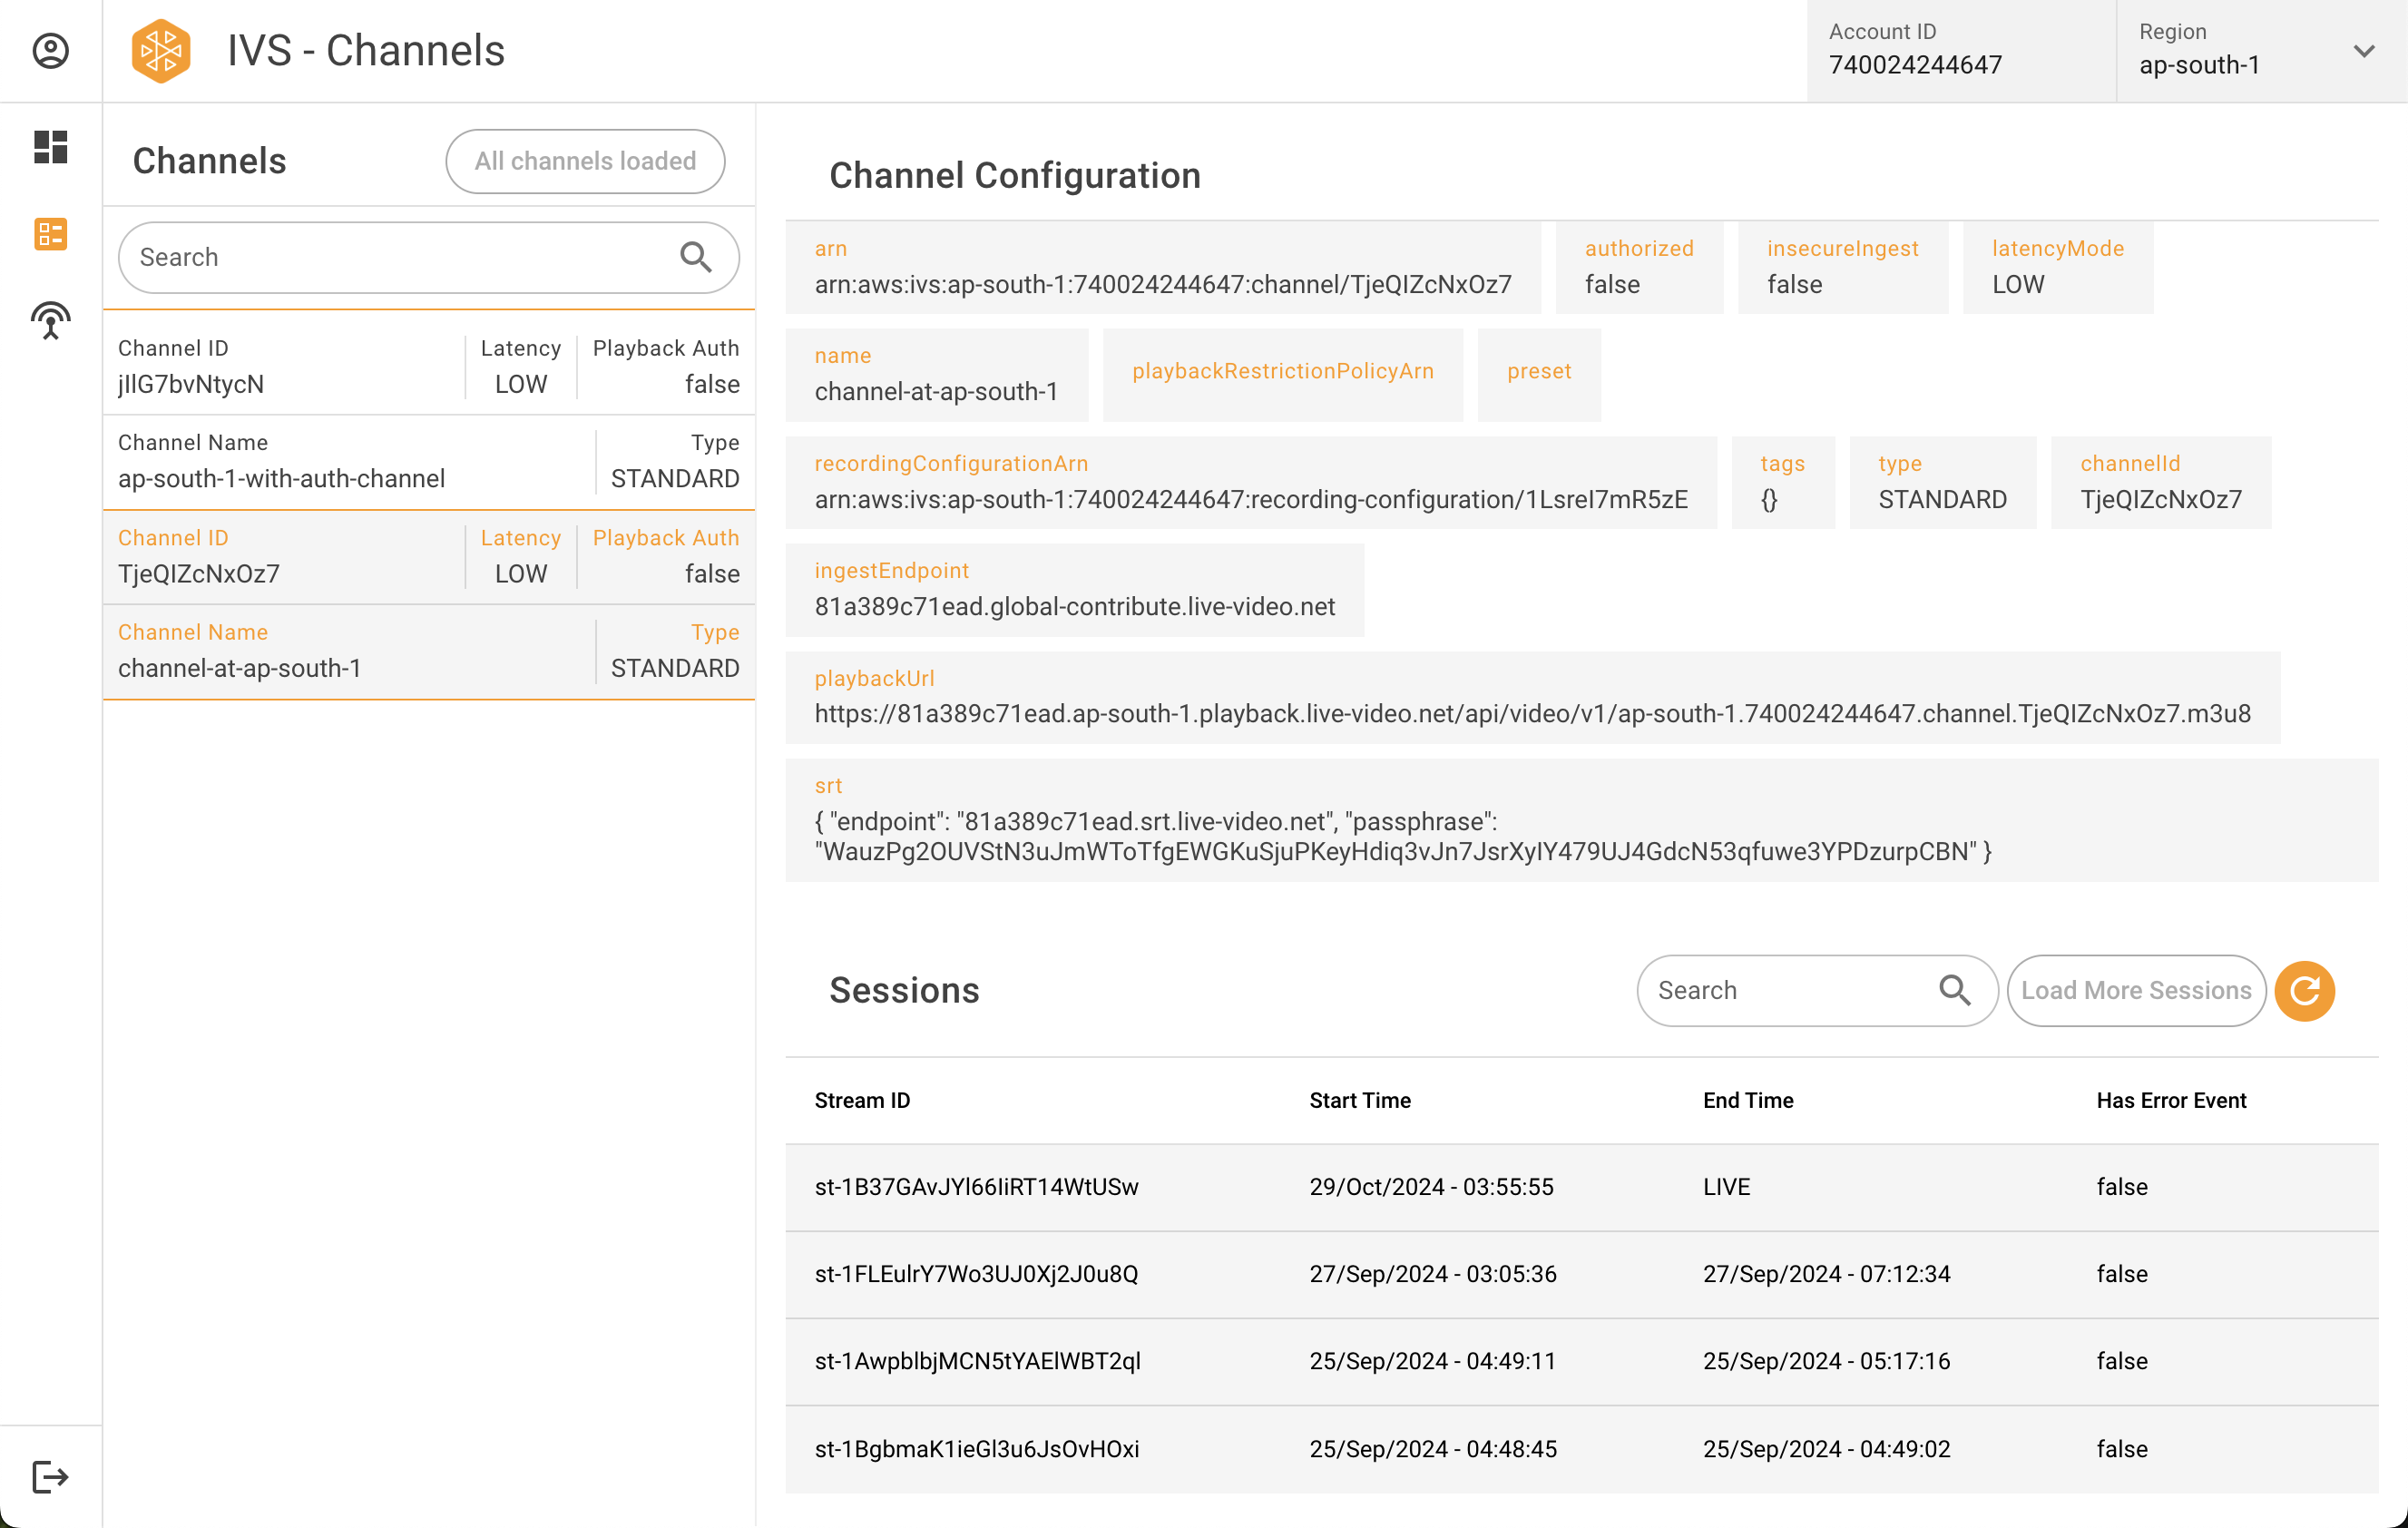 IVS - Channels
Account ID
740024244647
Region
ap-south-1
Channels
All channels loaded
Search
Channel ID
jIlG7bvNtycN
Latency
LOW
Playback Auth
false
Channel Name
ap-south-1-with-auth-channel
Type
STANDARD
Channel ID
TjeQIZcNxOz7
Latency
LOW
Playback Auth
false
Channel Name
channel-at-ap-south-1
Type
STANDARD
Channel Configuration
arn
arn:aws:ivs:ap-south-1:740024244647:channel/TjeQIZcNxOz7
authorized
false
insecureIngest
false
latencyMode
LOW
name
channel-at-ap-south-1
playbackRestrictionPolicyArn
preset
recordingConfigurationArn
arn:aws:ivs:ap-south-1:740024244647:recording-configuration/1LsreI7mR5zE
tags
{}
type
STANDARD
channelId
TjeQIZcNxOz7
ingestEndpoint
81a389c71ead.global-contribute.live-video.net
playbackUrl
https://81a389c71ead.ap-south-1.playback.live-video.net/api/video/v1/ap-south-1.740024244647.channel.TjeQIZcNxOz7.m3u8
srt
{ "endpoint": "81a389c71ead.srt.live-video.net", "passphrase":
"WauzPg2OUVStN3uJmWToTfgEWGKuSjuPKeyHdiq3vJn7JsrXyIY479UJ4GdcN53qfuwe3YPDzurpCBN" }
Sessions
Search
Load More Sessions
Stream ID
Start Time
End Time
Has Error Event
st-1B37GAvJYl66IiRT14WtUSw
29/Oct/2024 - 03:55:55
LIVE
false
st-1FLEulrY7Wo3UJ0Xj2J0u8Q
27/Sep/2024 - 03:05:36
27/Sep/2024 - 07:12:34
false
st-1AwpblbjMCN5tYAElWBT2ql
25/Sep/2024 - 04:49:11
25/Sep/2024 - 05:17:16
false
st-1BgbmaK1ieGl3u6JsOvHOxi
25/Sep/2024 - 04:48:45
25/Sep/2024 - 04:49:02
false